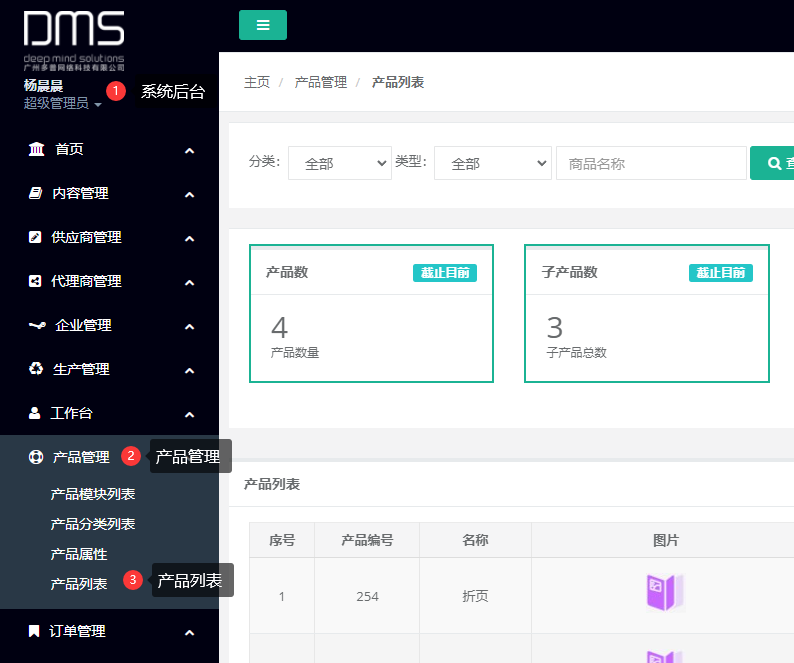 DMS
deep mind solutions
广州多普网络科技有限公司
杨晨晨
超级管理员
1 系统后台
首页
内容管理
供应商管理
代理商管理
企业管理
生产管理
工作台
产品管理 2 产品管理
产品模块列表
产品分类列表
产品属性
产品列表 3 产品列表
订单管理
主页 / 产品管理 / 产品列表
分类: 全部 类型: 全部 商品名称
产品数 截止目前
4
产品数量
子产品数 截止目前
3
子产品总数
产品列表
序号 产品编号 名称 图片
1 254 折页